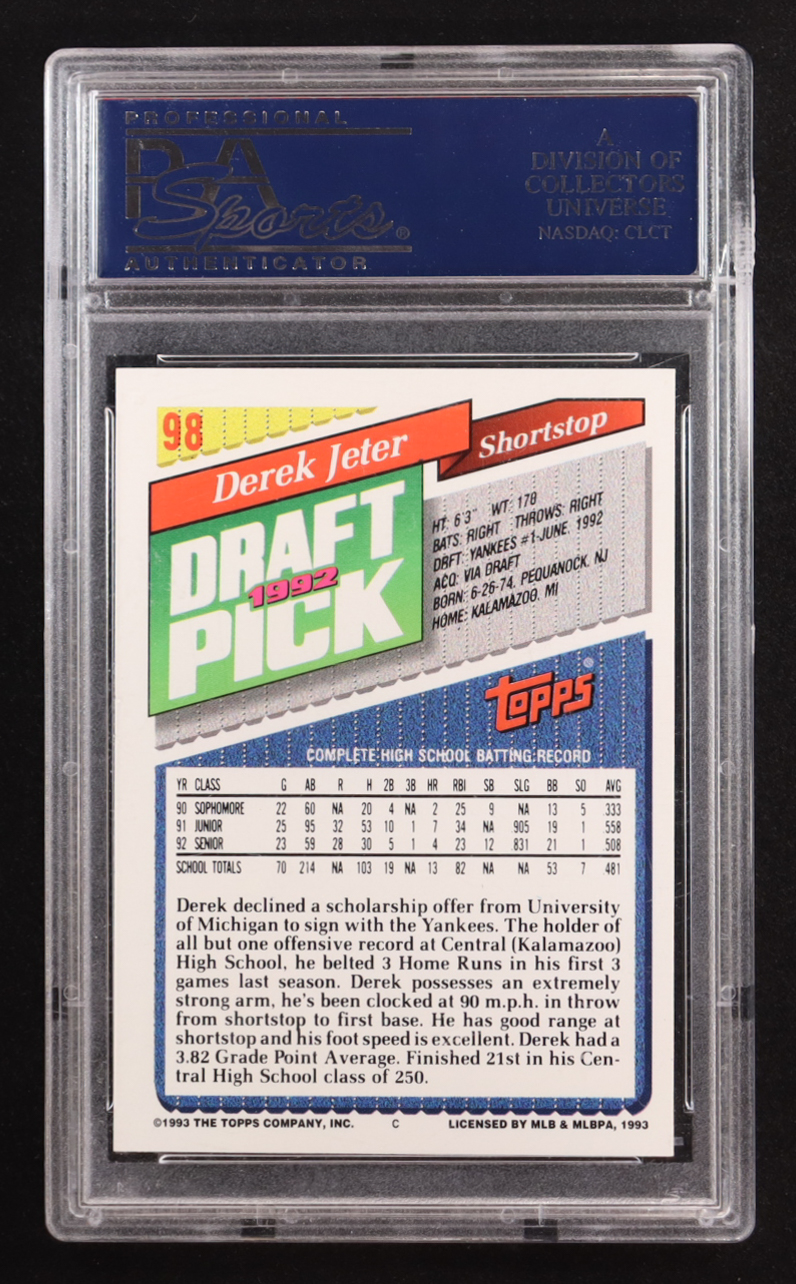 PROFESSIONAL
PSA
Sports®
AUTHENTICATOR
A
DIVISION OF
COLLECTORS
UNIVERSE
NASDAQ: CLCT
98
Derek Jeter
Shortstop
DRAFT
1992
PICK
HT: 6'3" WT: 178
BATS: RIGHT THROWS: RIGHT
DRFT: YANKEES #1-JUNE, 1992
ACQ: VIA DRAFT
BORN: 6-26-74, PEQUANOCK, NJ
HOME: KALAMAZOO, MI
TOPPS®
COMPLETE HIGH SCHOOL BATTING RECORD
YR CLASS G AB R H 2B 3B HR RBI SB SLG BB SO AVG
90 SOPHOMORE 22 60 NA 20 4 NA 2 25 9 NA 13 5 .333
91 JUNIOR 25 95 32 53 10 1 7 34 NA .905 19 1 .558
92 SENIOR 23 59 28 30 5 1 4 23 12 .831 21 1 .508
SCHOOL TOTALS 70 214 NA 103 19 NA 13 82 NA NA 53 7 .481
Derek declined a scholarship offer from University
of Michigan to sign with the Yankees. The holder of
all but one offensive record at Central (Kalamazoo)
High School, he belted 3 Home Runs in his first 3
games last season. Derek possesses an extremely
strong arm, he's been clocked at 90 m.p.h. in throw
from shortstop to first base. He has good range at
shortstop and his foot speed is excellent. Derek had a
3.82 Grade Point Average. Finished 21st in his Cen-
tral High School class of 250.
©1993 THE TOPPS COMPANY, INC. C LICENSED BY MLB & MLBPA, 1993